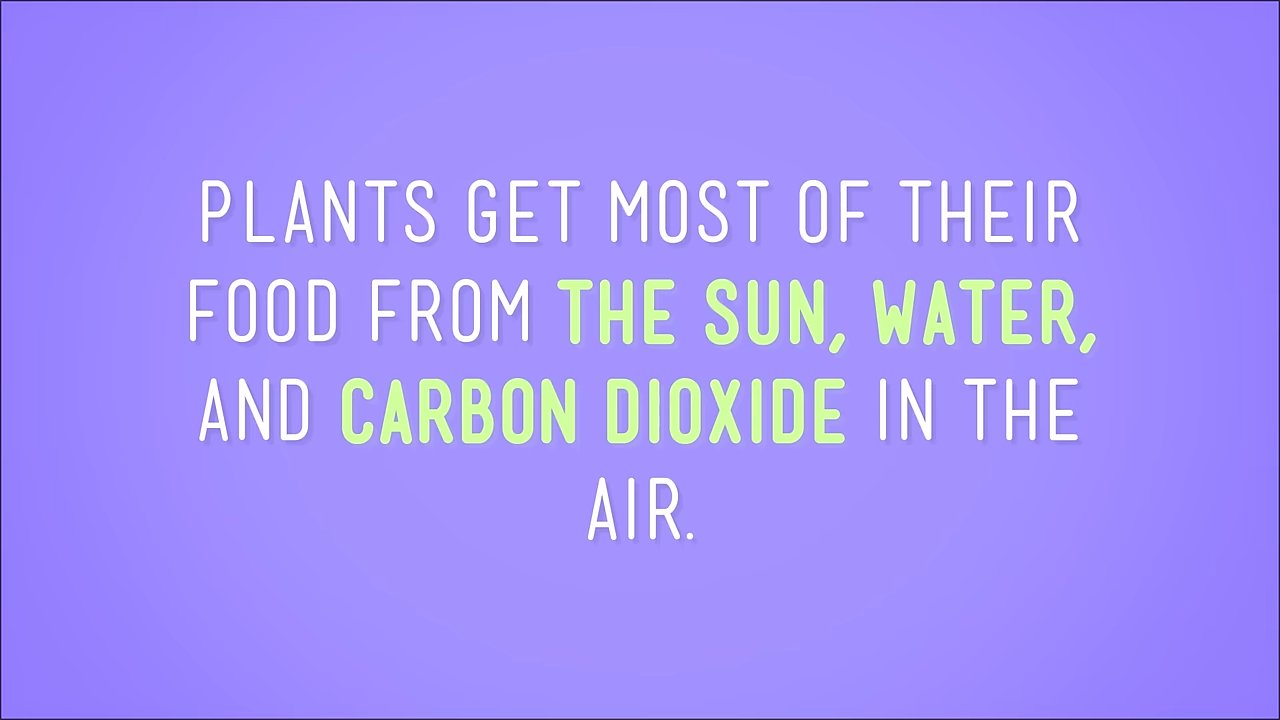 PLANTS GET MOST OF THEIR
FOOD FROM THE SUN, WATER,
AND CARBON DIOXIDE IN THE
AIR.